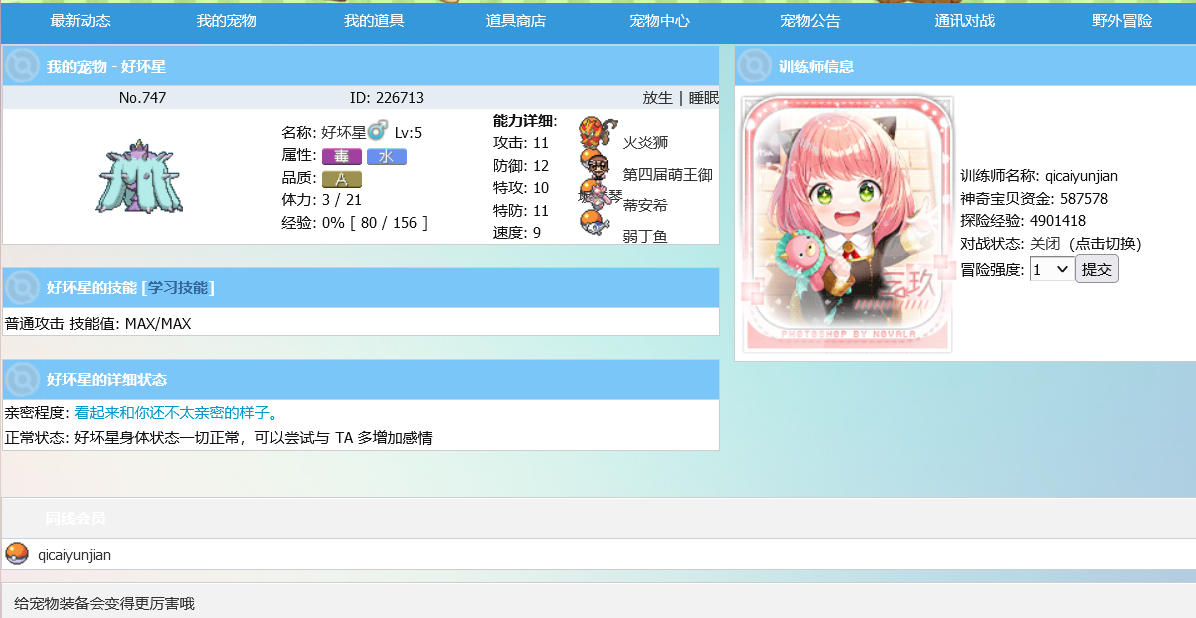 最新动态 我的宠物 我的道具 道具商店 宠物中心 宠物公告 通讯对战 野外冒险
我的宠物 - 好坏星
No.747 ID: 226713 放生 | 睡眠
名称: 好坏星 Lv:5
属性: 毒 水
品质: A
体力: 3 / 21
经验: 0% [ 80 / 156 ]
能力详细:
攻击: 11
防御: 12
特攻: 10
特防: 11
速度: 9
火炎狮
第四届萌王御
琴
蒂安希
弱丁鱼
好坏星的技能 [学习技能]
普通攻击 技能值: MAX/MAX
好坏星的详细状态
亲密程度: 看起来和你还不太亲密的样子。
正常状态: 好坏星身体状态一切正常，可以尝试与 TA 多增加感情
训练师信息
PHOTOSHOP BY NOVALA
训练师名称: qicaiyunjian
神奇宝贝资金: 587578
探险经验: 4901418
对战状态: 关闭（点击切换）
冒险强度: 1 提交
同线会员
qicaiyunjian
给宠物装备会变得更厉害哦